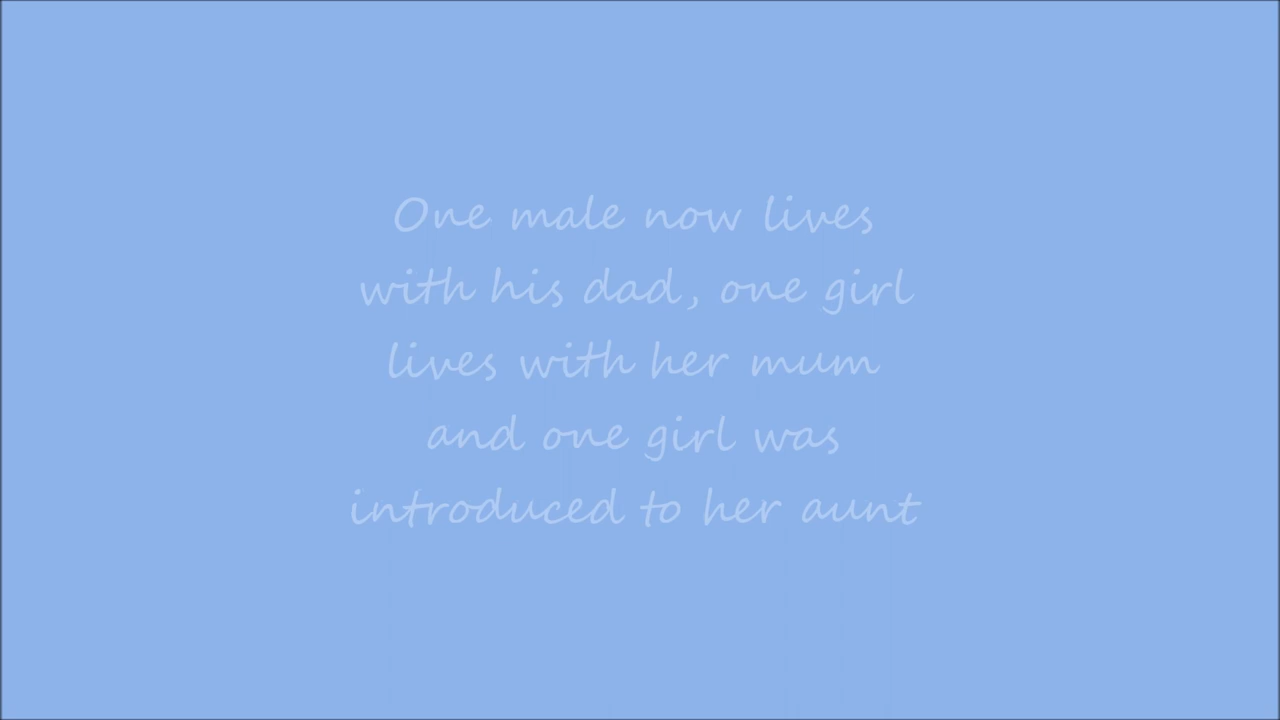 One male now lives
with his dad, one girl
lives with her mum
and one girl was
introduced to her aunt